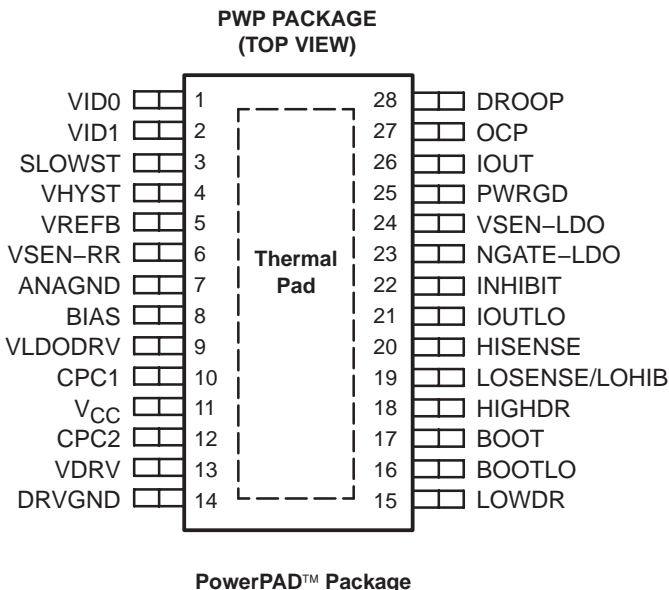 PWP PACKAGE
(TOP VIEW)
VID0 1 28 DROOP
VID1 2 27 OCP
SLOWST 3 26 IOUT
VHYST 4 25 PWRGD
VREFB 5 24 VSEN−LDO
VSEN−RR 6 23 NGATE−LDO
ANAGND 7 22 INHIBIT
BIAS 8 21 IOUTLO
VLDODRV 9 20 HISENSE
CPC1 10 19 LOSENSE/LOHIB
VCC 11 18 HIGHDR
CPC2 12 17 BOOT
VDRV 13 16 BOOTLO
DRVGND 14 15 LOWDR
Thermal
Pad
PowerPAD™ Package